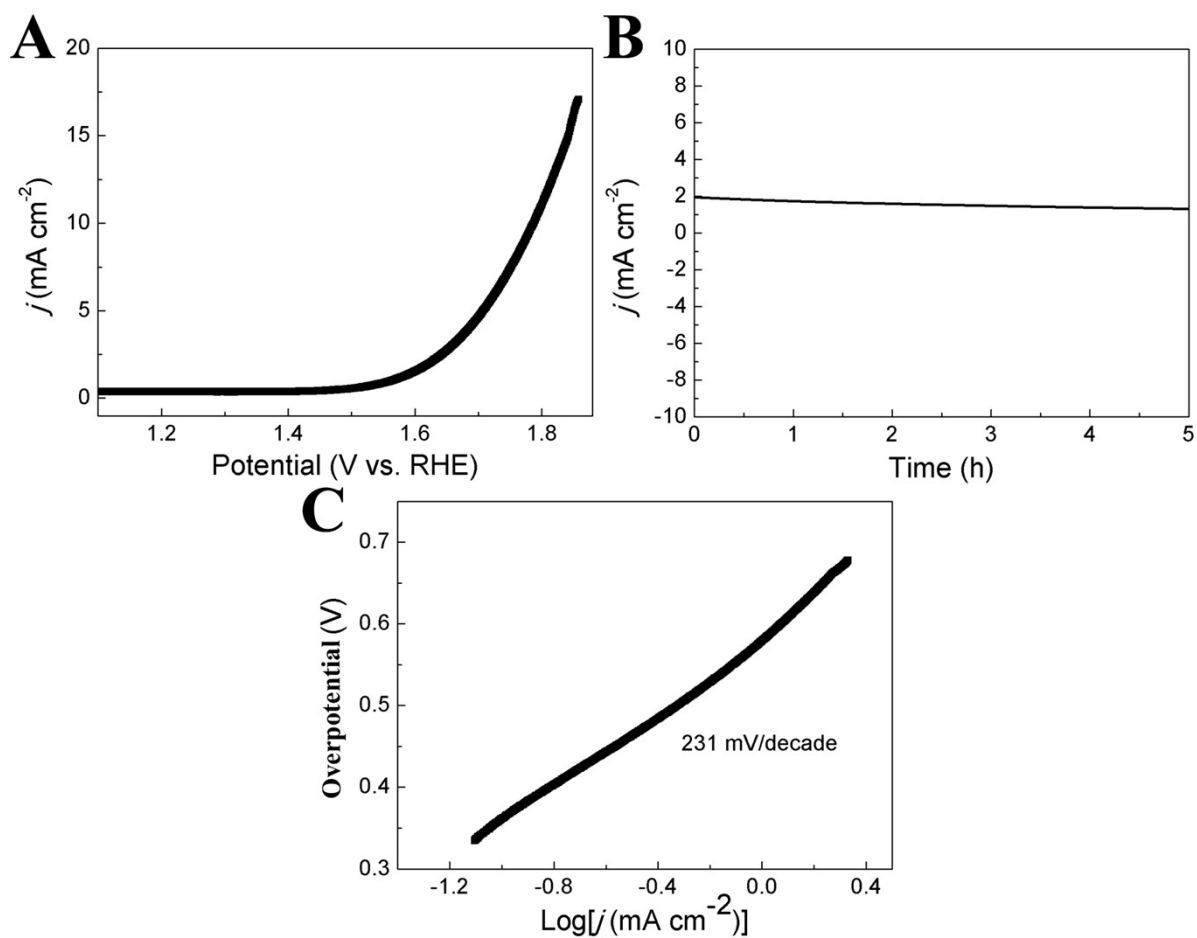 A
20
15
10
5
0
j (mA cm-2)
1.2 1.4 1.6 1.8
Potential (V vs. RHE)
B
10
8
6
4
2
0
-2
-4
-6
-8
-10
j (mA cm-2)
0 1 2 3 4 5
Time (h)
C
0.7
0.6
0.5
0.4
0.3
Overpotential (V)
231 mV/decade
-1.2 -0.8 -0.4 0.0 0.4
Log[j (mA cm-2)]